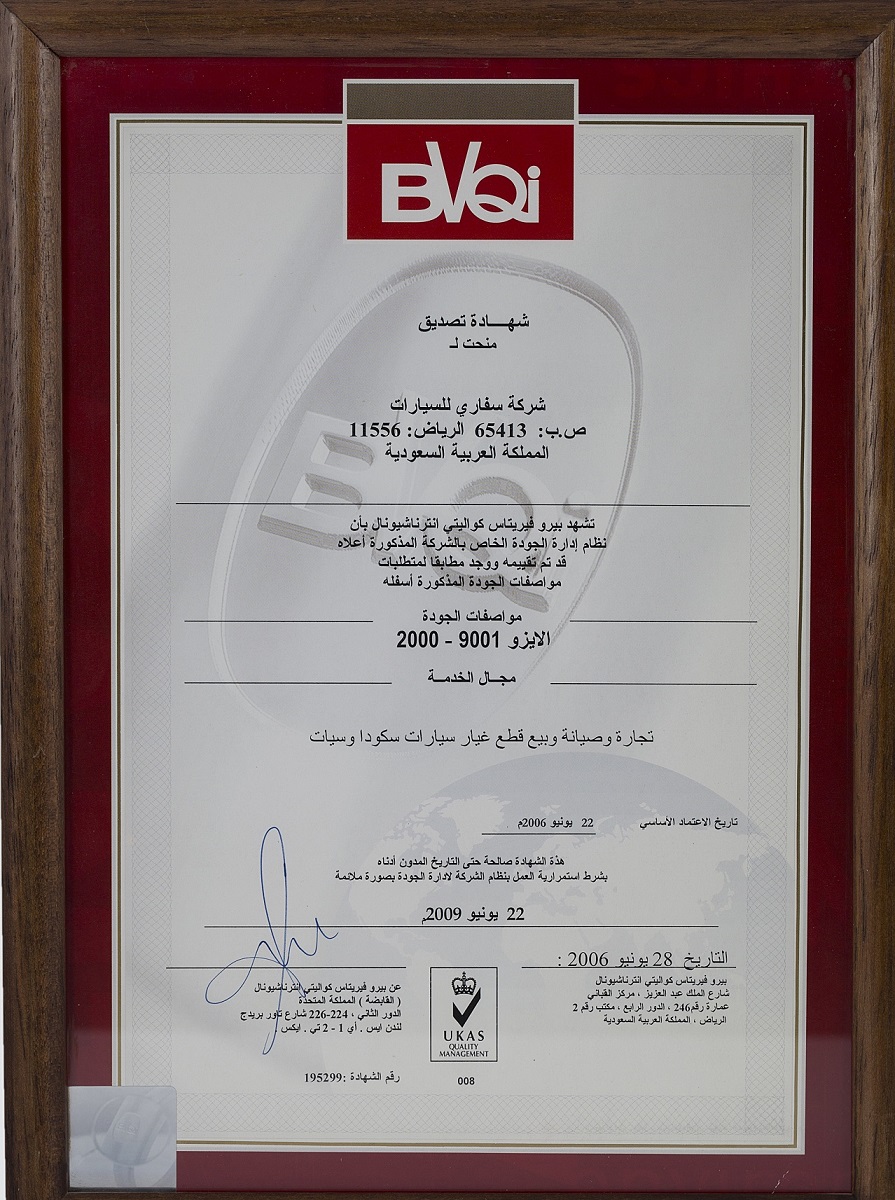 BVQi
شهـــادة تصديق
منحت لـ
شركة سفاري للسيارات
ص.ب: 65413 الرياض: 11556
المملكة العربية السعودية
تشهد بيرو فيريتاس كواليتي انترناشيونال بأن
نظام إدارة الجودة الخاص بالشركة المذكورة أعلاه
قد تم تقييمه ووجد مطابقا لمتطلبات
مواصفات الجودة المذكورة أسفله
مواصفات الجودة
الايزو 9001 - 2000
مجـال الخدمـة
تجارة وصيانة وبيع قطع غيار سيارات سكودا وسيات
تاريخ الاعتماد الأساسي 22 يونيو 2006م
هذة الشهادة صالحة حتى التاريخ المدون أدناه
بشرط استمرارية العمل بنظام الشركة لادارة الجودة بصورة ملائمة
22 يونيو 2009م
التاريخ 28 يونيو 2006 :
بيرو فيريتاس كواليتي انترناشيونال
شارع الملك عبد العزيز ، مركز القباني
عمارة رقم246 ، الدور الرابع ، مكتب رقم 2
الرياض ، المملكة العربية السعودية
UKAS
QUALITY
MANAGEMENT
008
عن بيرو فيريتاس كواليتي إنترناشيونال
( القابضة ) المملكة المتحدة
الدور الثاني ، 224-226 شارع تاور بريدج
لندن ايس . أي 1 - 2 تي . ايكس
رقم الشهادة :195299